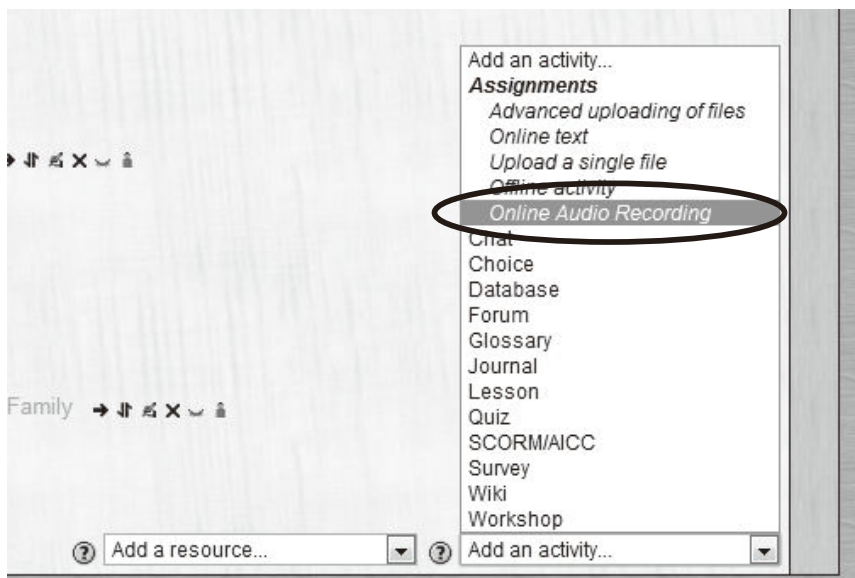 Add an activity...
Assignments
Advanced uploading of files
Online text
Upload a single file
Offline activity
Online Audio Recording
Chat
Choice
Database
Forum
Glossary
Journal
Lesson
Family
Quiz
SCORM/AICC
Survey
Wiki
Workshop
Add a resource...
Add an activity...